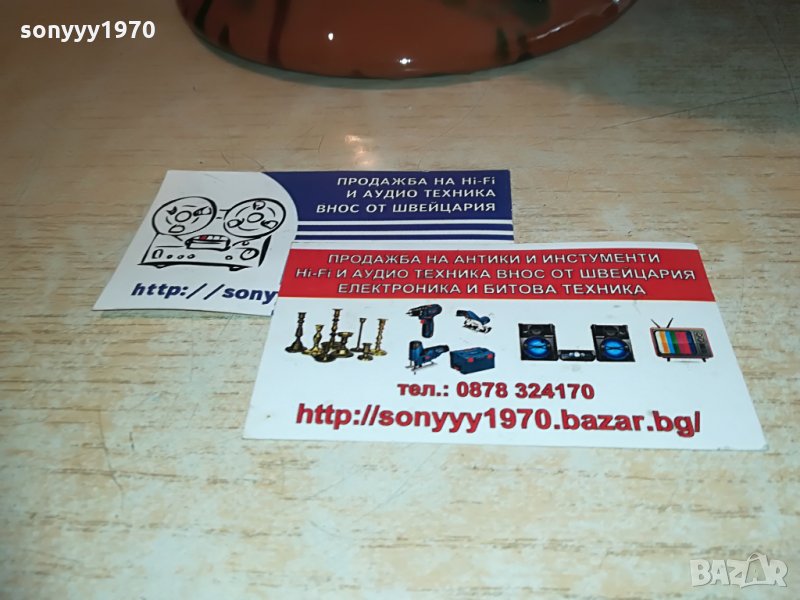 sonyyy1970
ПРОДАЖБА НА Hi-Fi
И АУДИО ТЕХНИКА
ВНОС ОТ ШВЕЙЦАРИЯ
http://sony
ПРОДАЖБА НА АНТИКИ И ИНСТУМЕНТИ
Hi-Fi И АУДИО ТЕХНИКА ВНОС ОТ ШВЕЙЦАРИЯ
ЕЛЕКТРОНИКА И БИТОВА ТЕХНИКА
тел.: 0878 324170
http://sonyyy1970.bazar.bg/
BAZAR